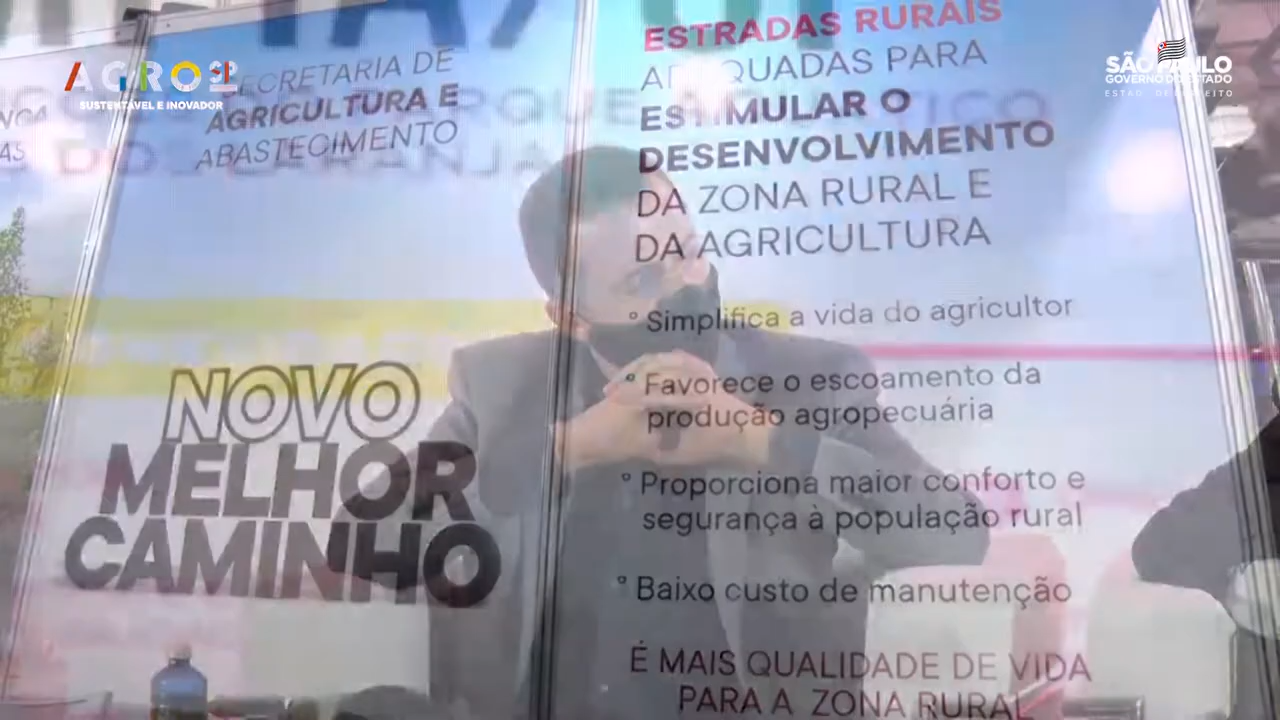 AGRO SP
SUSTENTÁVEL E INOVADOR
SECRETARIA DE
AGRICULTURA E
ABASTECIMENTO
NOVO
MELHOR
CAMINHO
ESTRADAS RURAIS
ADEQUADAS PARA
ESTIMULAR O
DESENVOLVIMENTO
DA ZONA RURAL E
DA AGRICULTURA
° Simplifica a vida do agricultor
° Favorece o escoamento da
produção agropecuária
° Proporciona maior conforto e
segurança à população rural
° Baixo custo de manutenção
É MAIS QUALIDADE DE VIDA
PARA A ZONA RURAL
SÃO PAULO
GOVERNO DO ESTADO